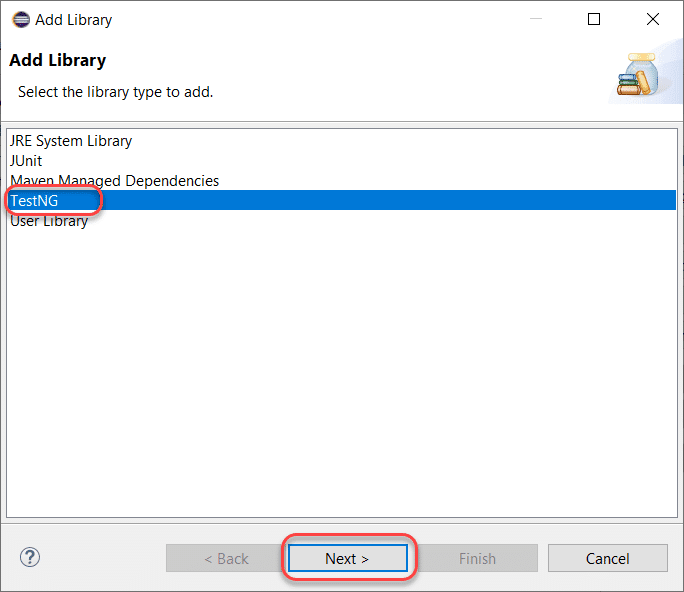 Add Library
Add Library
Select the library type to add.
JRE System Library
JUnit
Maven Managed Dependencies
TestNG
User Library
?
< Back
Next >
Finish
Cancel